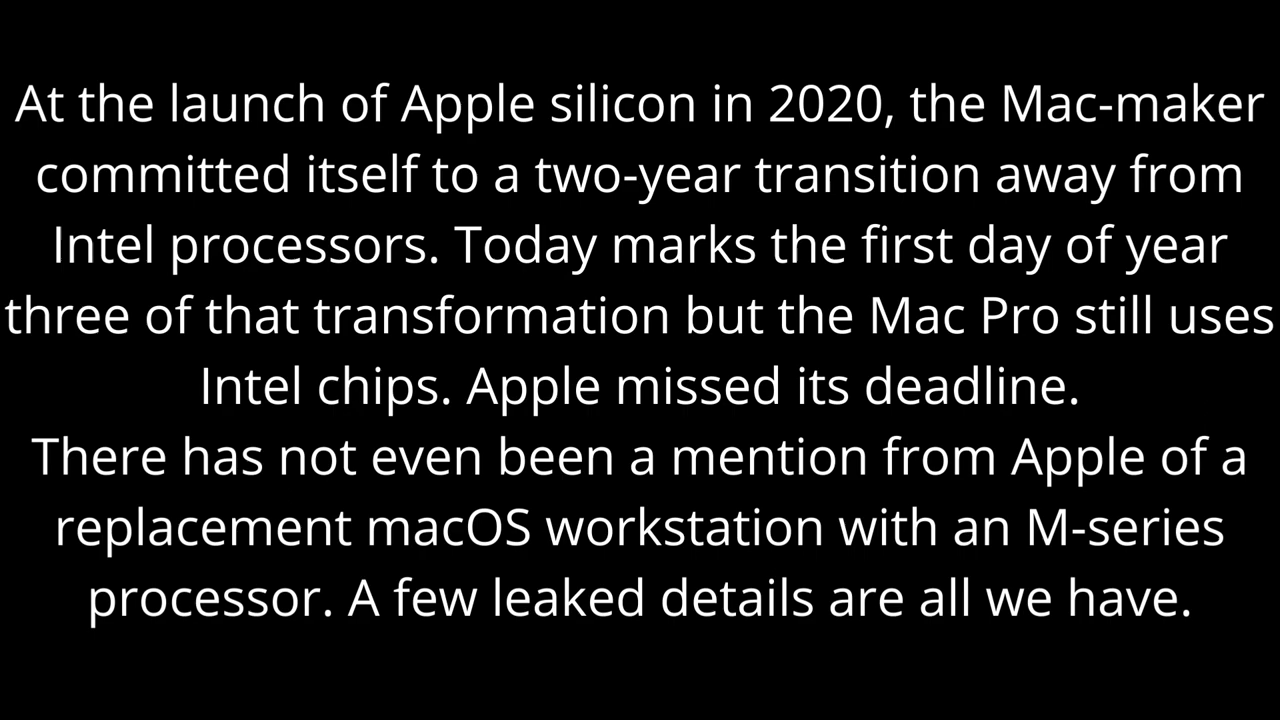 At the launch of Apple silicon in 2020, the Mac-maker
committed itself to a two-year transition away from
Intel processors. Today marks the first day of year
three of that transformation but the Mac Pro still uses
Intel chips. Apple missed its deadline.
There has not even been a mention from Apple of a
replacement macOS workstation with an M-series
processor. A few leaked details are all we have.